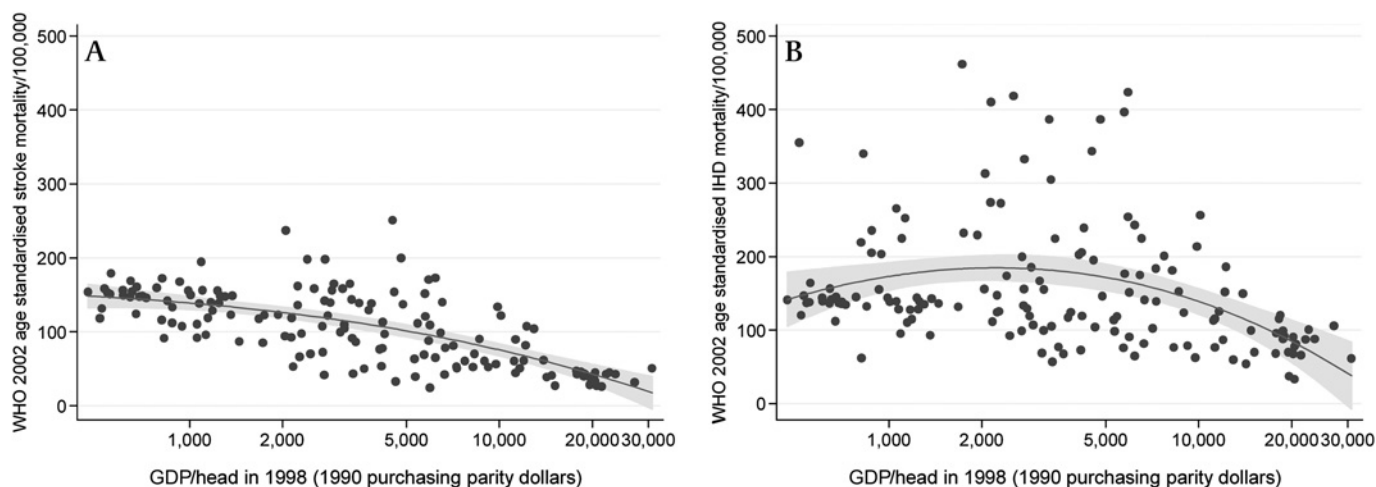 A
WHO 2002 age standardised stroke mortality/100,000
500
400
300
200
100
0
1,000 2,000 5,000 10,000 20,000 30,000
GDP/head in 1998 (1990 purchasing parity dollars)
B
WHO 2002 age standardised IHD mortality/100,000
500
400
300
200
100
0
1,000 2,000 5,000 10,000 20,000 30,000
GDP/head in 1998 (1990 purchasing parity dollars)